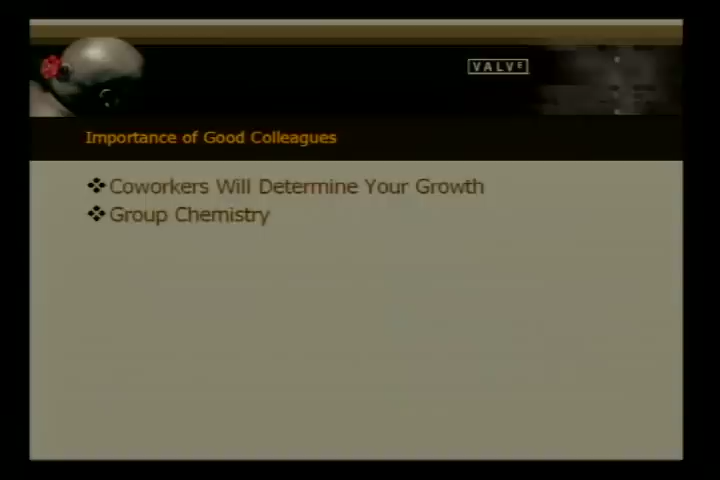 VALVE
Importance of Good Colleagues
Coworkers Will Determine Your Growth
Group Chemistry